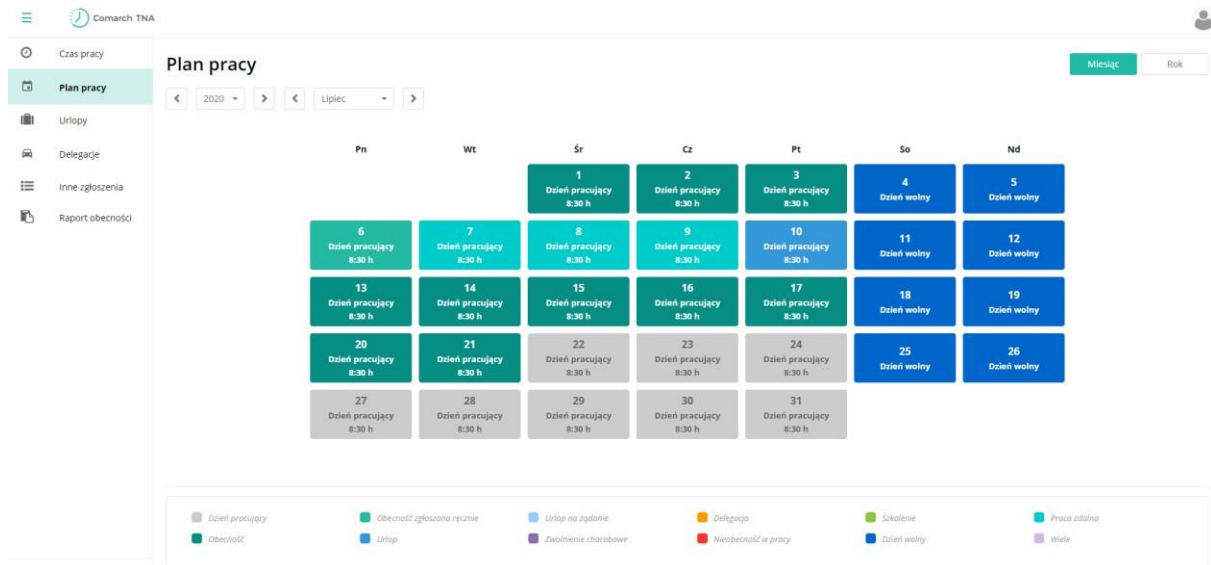 Comarch TNA
Czas pracy
Plan pracy
Urlopy
Delegacje
Inne zgłoszenia
Raport obecności
Plan pracy
Miesiąc Rok
2020 Lipiec
Pn Wt Śr Cz Pt So Nd
1 2 3 4 5
Dzień pracujący Dzień pracujący Dzień pracujący Dzień wolny Dzień wolny
8:30 h 8:30 h 8:30 h
6 7 8 9 10 11 12
Dzień pracujący Dzień pracujący Dzień pracujący Dzień pracujący Dzień pracujący Dzień wolny Dzień wolny
8:30 h 8:30 h 8:30 h 8:30 h 8:30 h
13 14 15 16 17 18 19
Dzień pracujący Dzień pracujący Dzień pracujący Dzień pracujący Dzień pracujący Dzień wolny Dzień wolny
8:30 h 8:30 h 8:30 h 8:30 h 8:30 h
20 21 22 23 24 25 26
Dzień pracujący Dzień pracujący Dzień pracujący Dzień pracujący Dzień pracujący Dzień wolny Dzień wolny
8:30 h 8:30 h 8:30 h 8:30 h 8:30 h
27 28 29 30 31
Dzień pracujący Dzień pracujący Dzień pracujący Dzień pracujący Dzień pracujący
8:30 h 8:30 h 8:30 h 8:30 h 8:30 h
Dzień pracujący Obecność zgłoszona ręcznie Urlop na żądanie Delegacja Szkolenie Praca zdalna
Obecność Urlop Zwolnienie chorobowe Nieobecność w pracy Dzień wolny Wiele